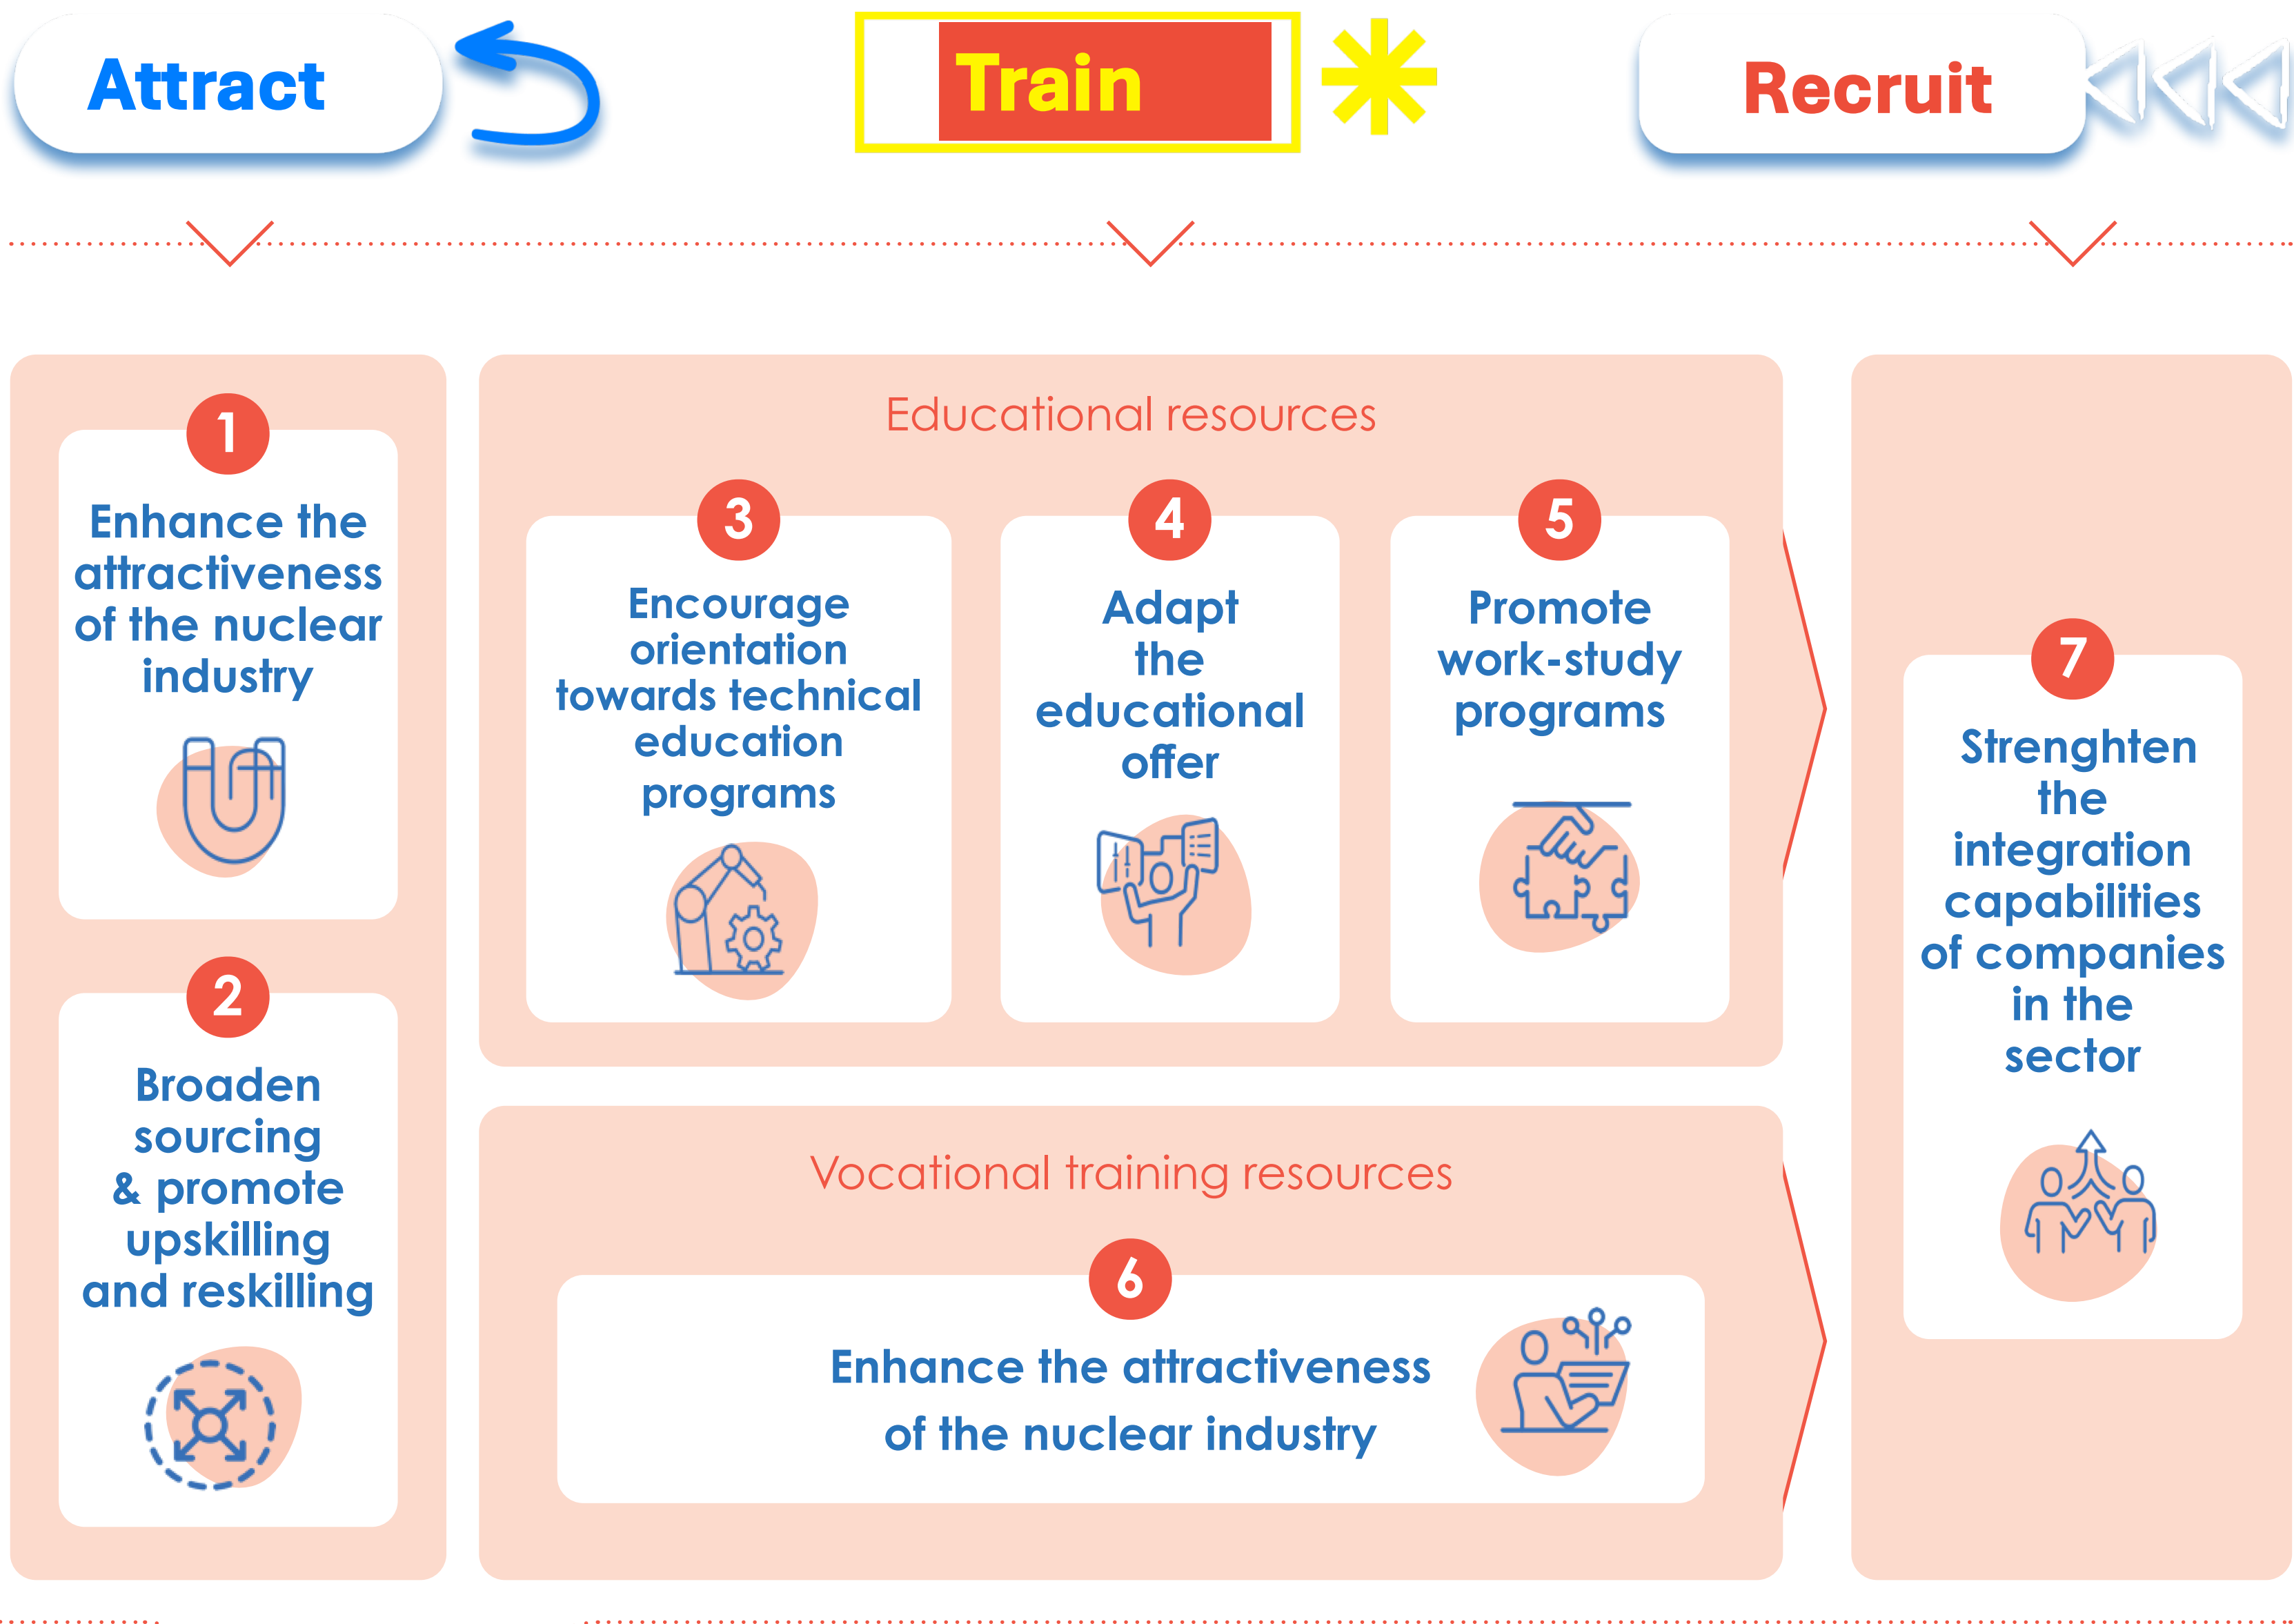 Attract
Train
Recruit
1
Enhance the
attractiveness
of the nuclear
industry
2
Broaden
sourcing
& promote
upskilling
and reskilling
Educational resources
3
Encourage
orientation
towards technical
education
programs
4
Adapt
the
educational
offer
5
Promote
work-study
programs
Vocational training resources
6
Enhance the attractiveness
of the nuclear industry
7
Strenghten
the
integration
capabilities
of companies
in the
sector